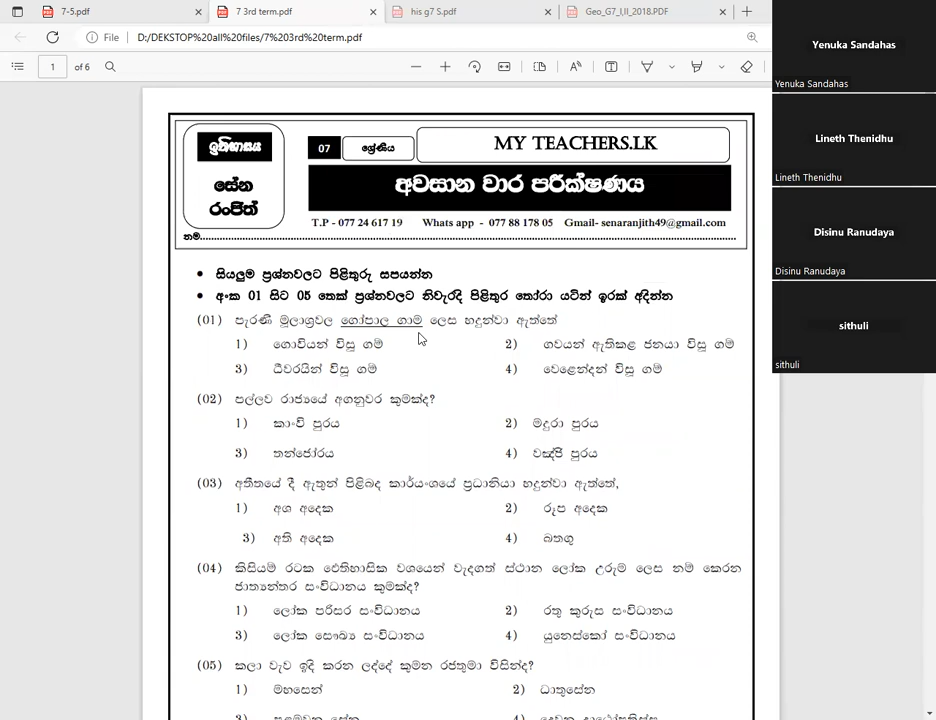 7-5.pdf
7 3rd term.pdf
his g7 S.pdf
Geo_G7_I,II_2018.PDF
File
D:/DEKSTOP%20all%20files/7%203rd%20term.pdf
1 of 6
ඉතිහාසය
සේන
රංජිත්
07
ශ්‍රේණිය
MY TEACHERS.LK
අවසාන වාර පරීක්ෂණය
T.P - 077 24 617 19 Whats app - 077 88 178 05 Gmail- senaranjith49@gmail.com
නම
• සියලුම ප්‍රශ්නවලට පිළිතුරු සපයන්න
• අංක 01 සිට 05 තෙක් ප්‍රශ්නවලට නිවැරදි පිළිතුර තෝරා යටින් ඉරක් අදින්න
(01) පැරණි මූලාශ්‍රවල ගෝපාල ගාම ලෙස හදුන්වා ඇත්තේ
1) ගොවියන් විසූ ගම් 2) ගවයන් ඇතිකළ ජනයා විසූ ගම්
3) ධීවරයින් විසූ ගම් 4) වෙළෙන්දන් විසූ ගම්
(02) පල්ලව රාජ්‍යයේ අගනුවර කුමක්ද?
1) කාංචි පුරය 2) මදුරා පුරය
3) තන්ජෝරය 4) වඤ්ජි පුරය
(03) අතීතයේ දී ඇතුන් පිළිබද කාර්යංශයේ ප්‍රධානියා හදුන්වා ඇත්තේ,
1) අශ අදෙක 2) රූප අදෙක
3) අති අදෙක 4) බතගු
(04) කිසියම් රටක ඓතිහාසික වශයෙන් වැදගත් ස්ථාන ලෝක උරුම ලෙස නම් කෙරන
ජාත්‍යන්තර සංවිධානය කුමක්ද?
1) ලෝක පරිසර සංවිධානය 2) රතු කුරුස සංවිධානය
3) ලෝක සෞඛ්‍ය සංවිධානය 4) යුනෙස්කෝ සංවිධානය
(05) කලා වැව ඉදි කරන ලද්දේ කුමන රජතුමා විසින්ද?
1) මහසෙන් 2) ධාතුසේන
Yenuka Sandahas
Yenuka Sandahas
Lineth Thenidhu
Lineth Thenidhu
Disinu Ranudaya
Disinu Ranudaya
sithuli
sithuli